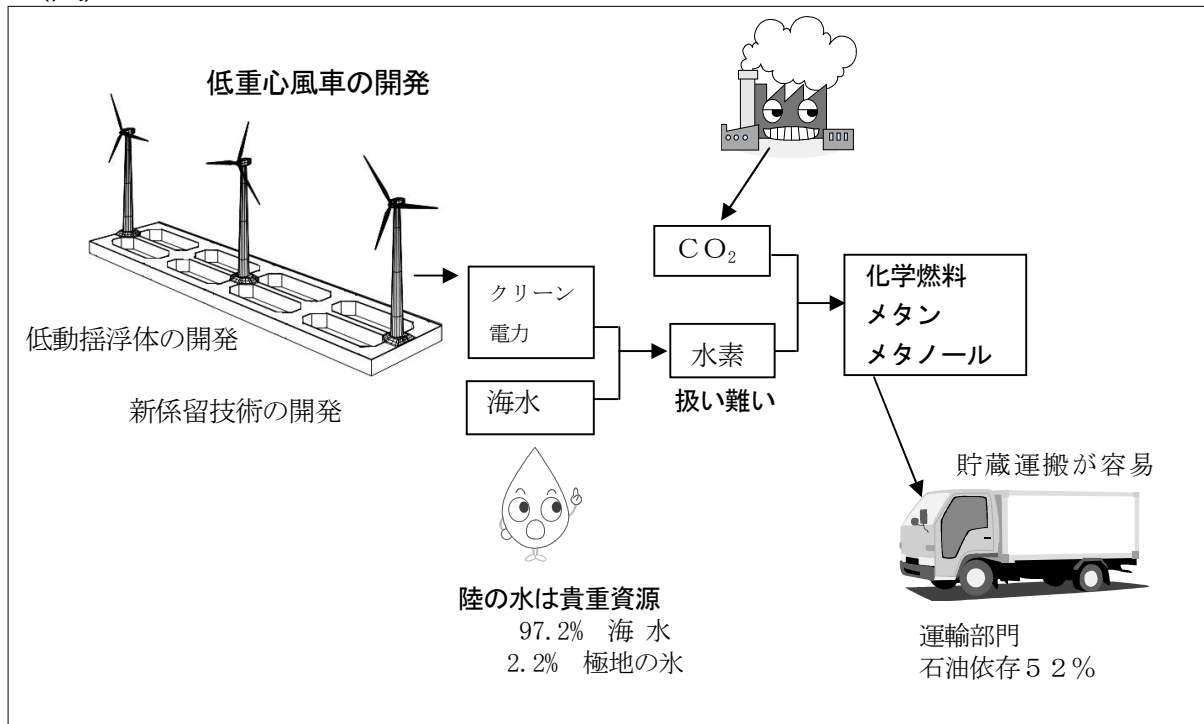 低重心風車の開発
低動揺浮体の開発
新係留技術の開発
クリーン
電力
海水
ＣＯ₂
水素
扱い難い
化学燃料
メタン
メタノール
貯蔵運搬が容易
陸の水は貴重資源
97.2%　海 水
2.2%　極地の氷
運輸部門
石油依存５２％